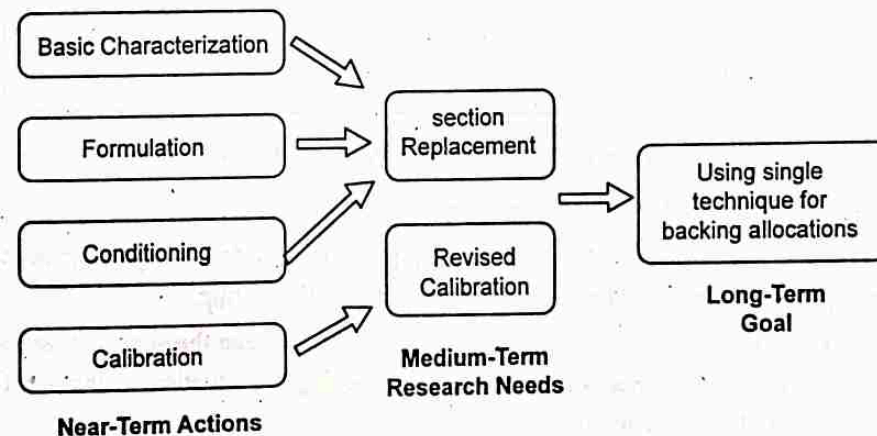 Basic Characterization
Formulation
Conditioning
Calibration
Near-Term Actions
section
Replacement
Revised
Calibration
Medium-Term
Research Needs
Using single
technique for
backing allocations
Long-Term
Goal